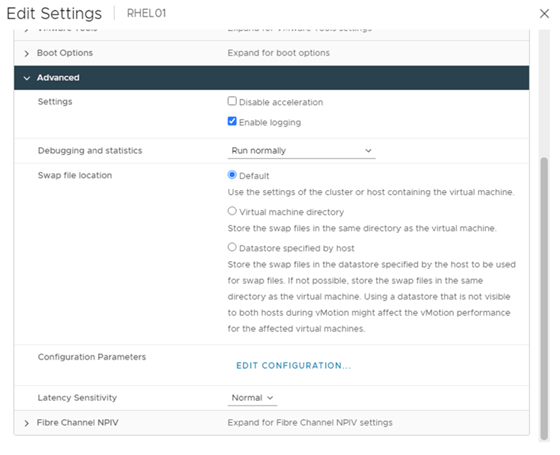 Edit Settings | RHEL01
VMware Tools Expand for VMware Tools settings
Boot Options Expand for boot options
Advanced
Settings Disable acceleration
Enable logging
Debugging and statistics Run normally
Swap file location Default
Use the settings of the cluster or host containing the virtual machine.
Virtual machine directory
Store the swap files in the same directory as the virtual machine.
Datastore specified by host
Store the swap files in the datastore specified by the host to be used
for swap files. If not possible, store the swap files in the same
directory as the virtual machine. Using a datastore that is not visible
to both hosts during vMotion might affect the vMotion performance
for the affected virtual machines.
Configuration Parameters EDIT CONFIGURATION...
Latency Sensitivity Normal
Fibre Channel NPIV Expand for Fibre Channel NPIV settings